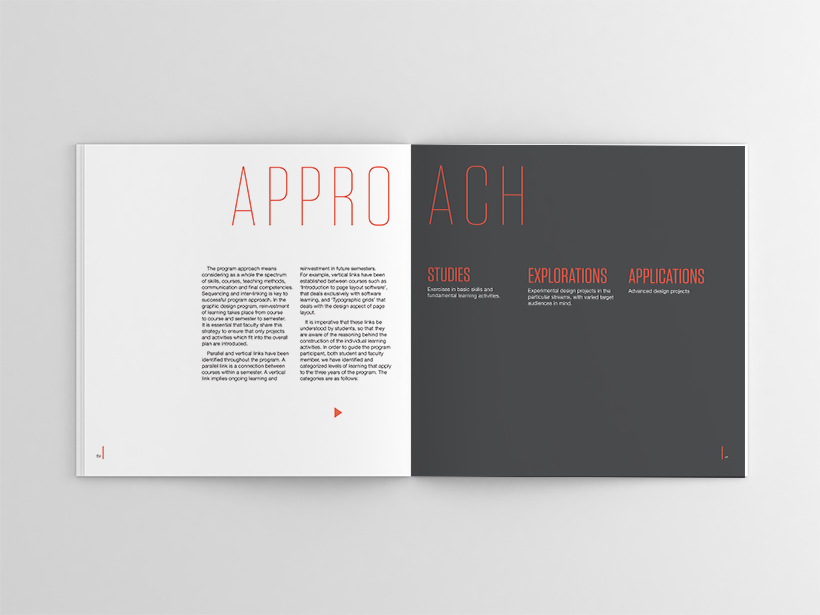 APPROACH
The program approach means
considering as a whole the spectrum
of skills, courses, teaching methods,
communication and final competencies.
Sequencing and inter-linking is key to
successful program approach. In the
graphic design program, reinvestment
of learning takes place from course
to course and semester to semester.
It is essential that faculty share this
strategy to ensure that only projects
and activities which fit into the overall
plan are introduced.
Parallel and vertical links have been
identified throughout the program. A
parallel link is a connection between
courses within a semester. A vertical
link implies ongoing learning and
reinvestment in future semesters.
For example, vertical links have been
established between courses such as
"Introduction to page layout software",
that deals exclusively with software
learning, and "Typographic grids" that
deals with the design aspect of page
layout.
It is imperative that these links be
understood by students, so that they
are aware of the reasoning behind the
construction of the individual learning
activities. In order to guide the program
participant, both student and faculty
member, we have identified and
categorized levels of learning that apply
to the three years of the program. The
categories are as follows:
STUDIES
Exercises in basic skills and
fundamental learning activities.
EXPLORATIONS
Experimental design projects in the
particular streams, with varied target
audiences in mind.
APPLICATIONS
Advanced design projects